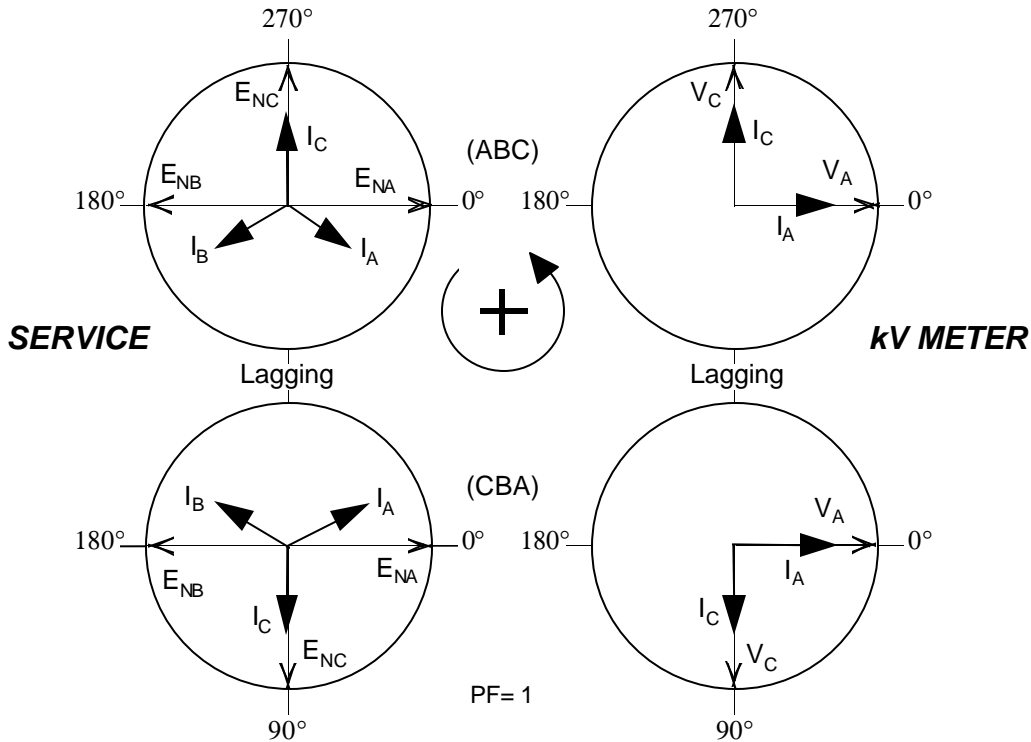 270°
270°
E_NC
V_C
I_C
I_C
(ABC)
E_NB
E_NA
V_A
180°
0°
180°
0°
I_B
I_A
I_A
SERVICE
kV METER
Lagging
Lagging
I_B
I_A
(CBA)
V_A
180°
0°
180°
0°
E_NB
E_NA
I_A
I_C
I_C
E_NC
V_C
PF= 1
90°
90°